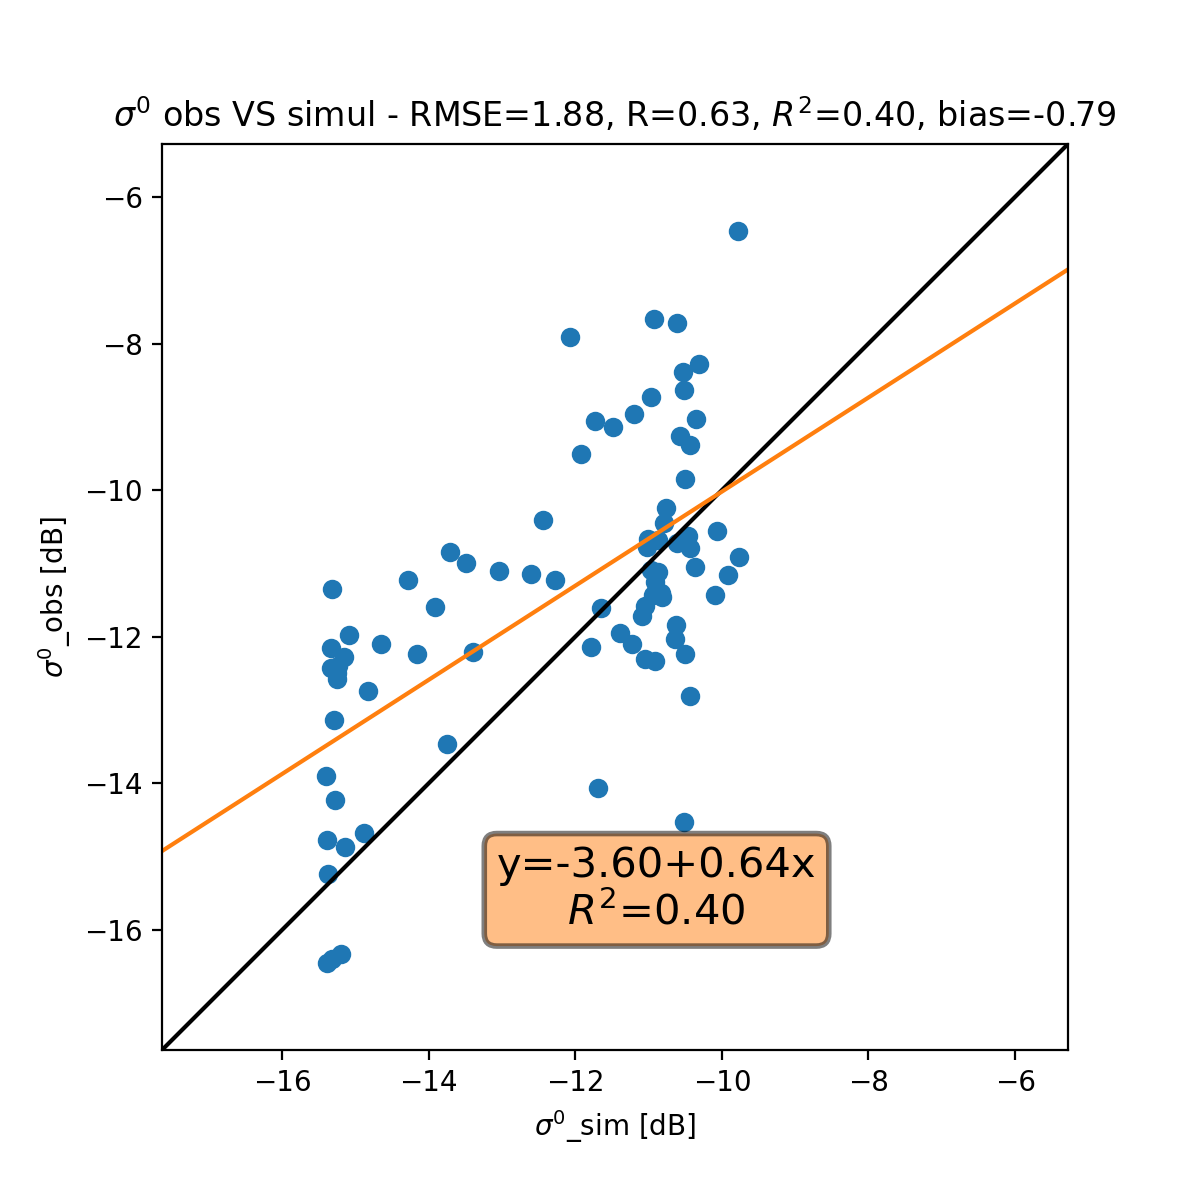 σ⁰ obs VS simul - RMSE=1.88, R=0.63, R²=0.40, bias=-0.79
−6
−8
−10
−12
−14
−16
σ⁰_obs [dB]
y=-3.60+0.64x
R²=0.40
−16 −14 −12 −10 −8 −6
σ⁰_sim [dB]